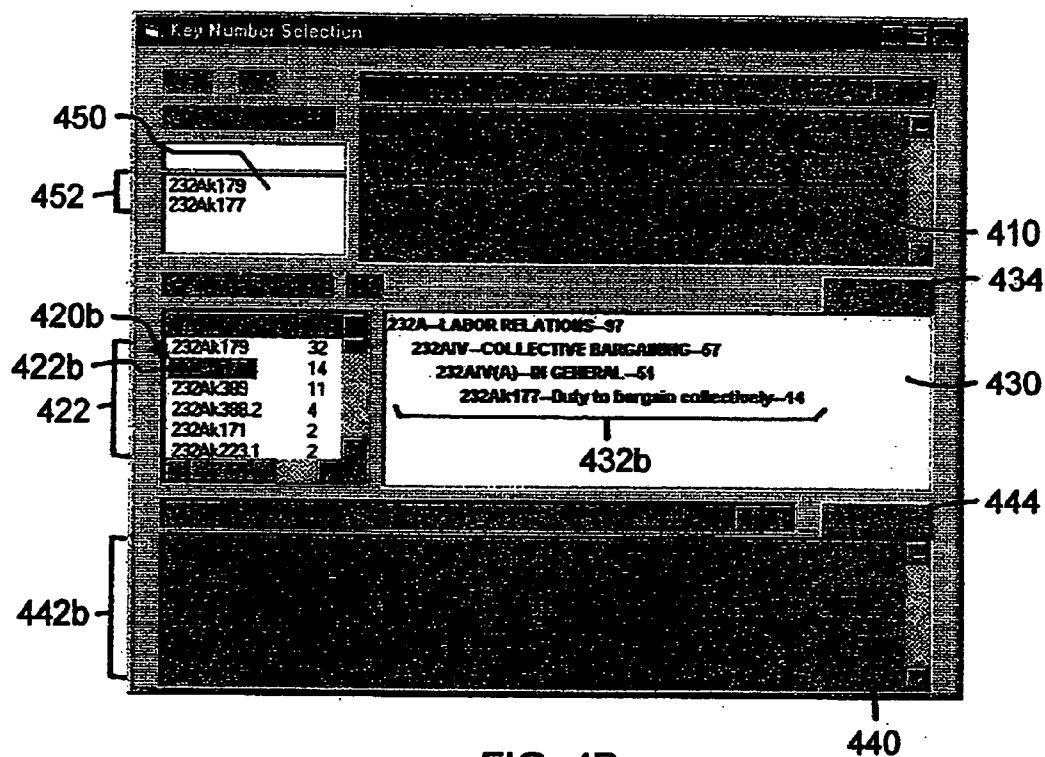 Key Number Selection
450
452
232Ak179
232Ak177
410
434
420b
422b
422
232Ak179 32
14
232Ak389 11
232Ak388.2 4
232Ak171 2
232Ak223.1 2
232A--LABOR RELATIONS--97
232AIV--COLLECTIVE BARGAINING--57
232AIV(A)--IN GENERAL--51
232Ak177--Duty to bargain collectively--14
430
432b
444
442b
440